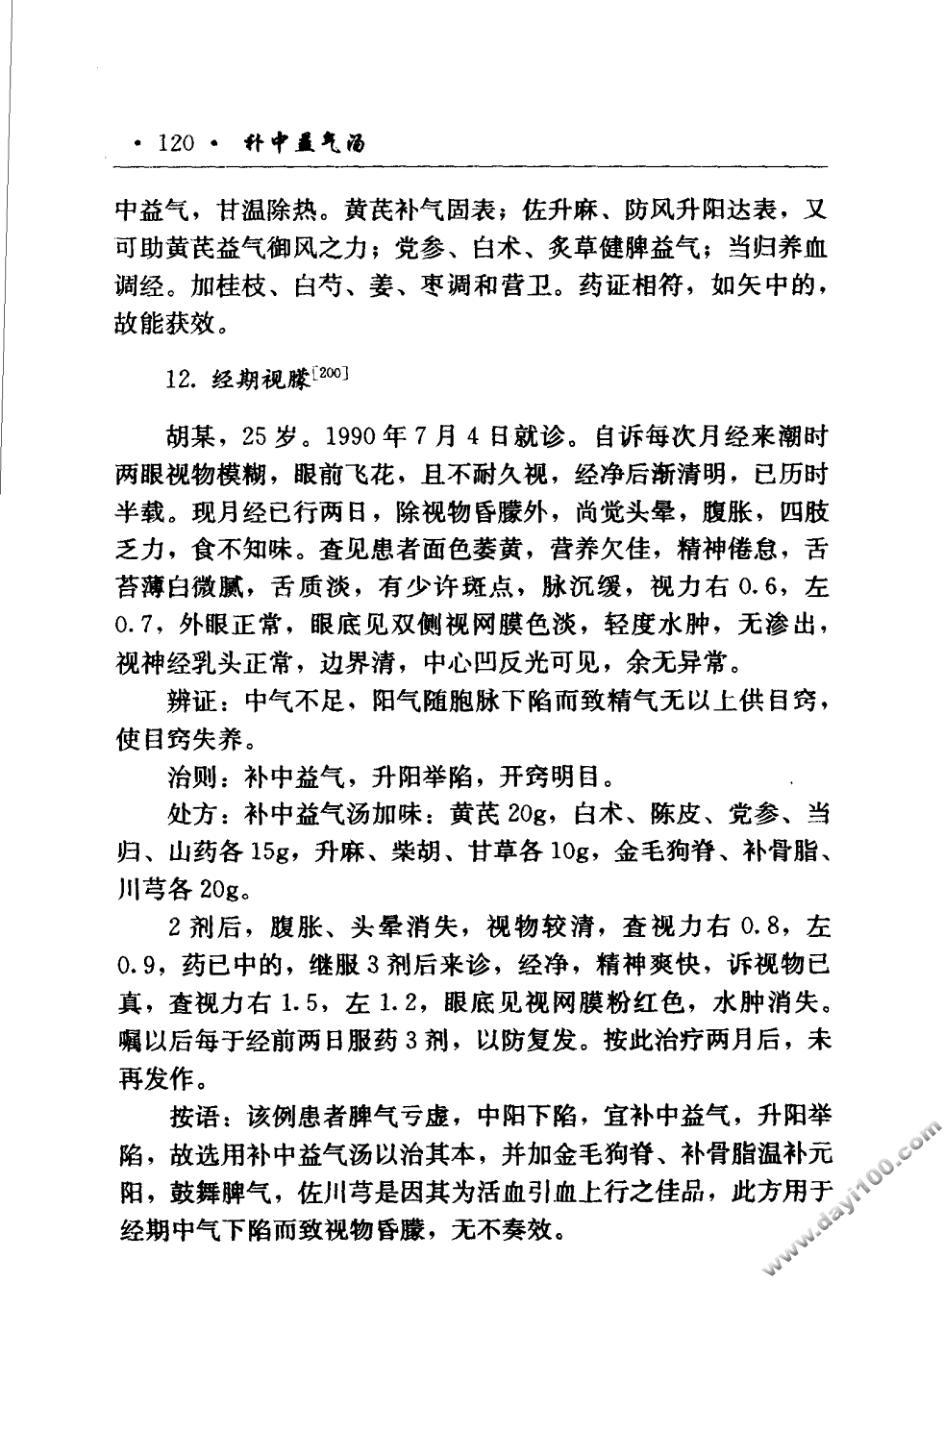 · 120 · 补中益气汤
中益气，甘温除热。黄芪补气固表；佐升麻、防风升阳达表，又
可助黄芪益气御风之力；党参、白术、炙草健脾益气；当归养血
调经。加桂枝、白芍、姜、枣调和营卫。药证相符，如矢中的，
故能获效。
12. 经期视朦[200]
胡某，25 岁。1990 年 7 月 4 日就诊。自诉每次月经来潮时
两眼视物模糊，眼前飞花，且不耐久视，经净后渐清明，已历时
半载。现月经已行两日，除视物昏朦外，尚觉头晕，腹胀，四肢
乏力，食不知味。查见患者面色萎黄，营养欠佳，精神倦怠，舌
苔薄白微腻，舌质淡，有少许斑点，脉沉缓，视力右 0.6，左
0.7，外眼正常，眼底见双侧视网膜色淡，轻度水肿，无渗出，
视神经乳头正常，边界清，中心凹反光可见，余无异常。
辨证：中气不足，阳气随胞脉下陷而致精气无以上供目窍，
使目窍失养。
治则：补中益气，升阳举陷，开窍明目。
处方：补中益气汤加味：黄芪 20g，白术、陈皮、党参、当
归、山药各 15g，升麻、柴胡、甘草各 10g，金毛狗脊、补骨脂、
川芎各 20g。
2 剂后，腹胀、头晕消失，视物较清，查视力右 0.8，左
0.9，药已中的，继服 3 剂后来诊，经净，精神爽快，诉视物已
真，查视力右 1.5，左 1.2，眼底见视网膜粉红色，水肿消失。
嘱以后每于经前两日服药 3 剂，以防复发。按此治疗两月后，未
再发作。
按语：该例患者脾气亏虚，中阳下陷，宜补中益气，升阳举
陷，故选用补中益气汤以治其本，并加金毛狗脊、补骨脂温补元
阳，鼓舞脾气，佐川芎是因其为活血引血上行之佳品，此方用于
经期中气下陷而致视物昏朦，无不奏效。
www.dayi100.com